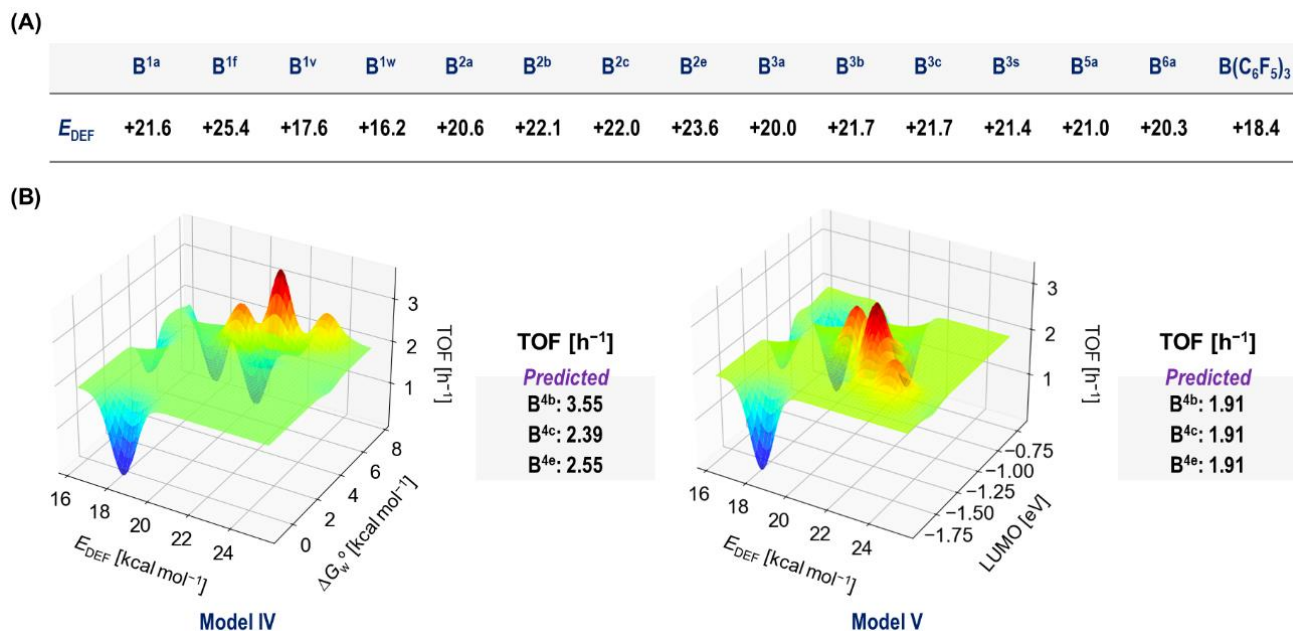 (A)
B¹ᵃ B¹ᶠ B¹ᵛ B¹ʷ B²ᵃ B²ᵇ B²ᶜ B²ᵉ B³ᵃ B³ᵇ B³ᶜ B³ˢ B⁵ᵃ B⁶ᵃ B(C₆F₅)₃
E_DEF +21.6 +25.4 +17.6 +16.2 +20.6 +22.1 +22.0 +23.6 +20.0 +21.7 +21.7 +21.4 +21.0 +20.3 +18.4
(B)
3
2
1
TOF [h⁻¹]
16 18 20 22 24
E_DEF [kcal mol⁻¹]
0 2 4 6 8
ΔG_w° [kcal mol⁻¹]
Model IV
TOF [h⁻¹]
Predicted
B⁴ᵇ: 3.55
B⁴ᶜ: 2.39
B⁴ᵉ: 2.55
3
2
1
TOF [h⁻¹]
16 18 20 22 24
E_DEF [kcal mol⁻¹]
−0.75
−1.00
−1.25
−1.50
−1.75
LUMO [eV]
Model V
TOF [h⁻¹]
Predicted
B⁴ᵇ: 1.91
B⁴ᶜ: 1.91
B⁴ᵉ: 1.91